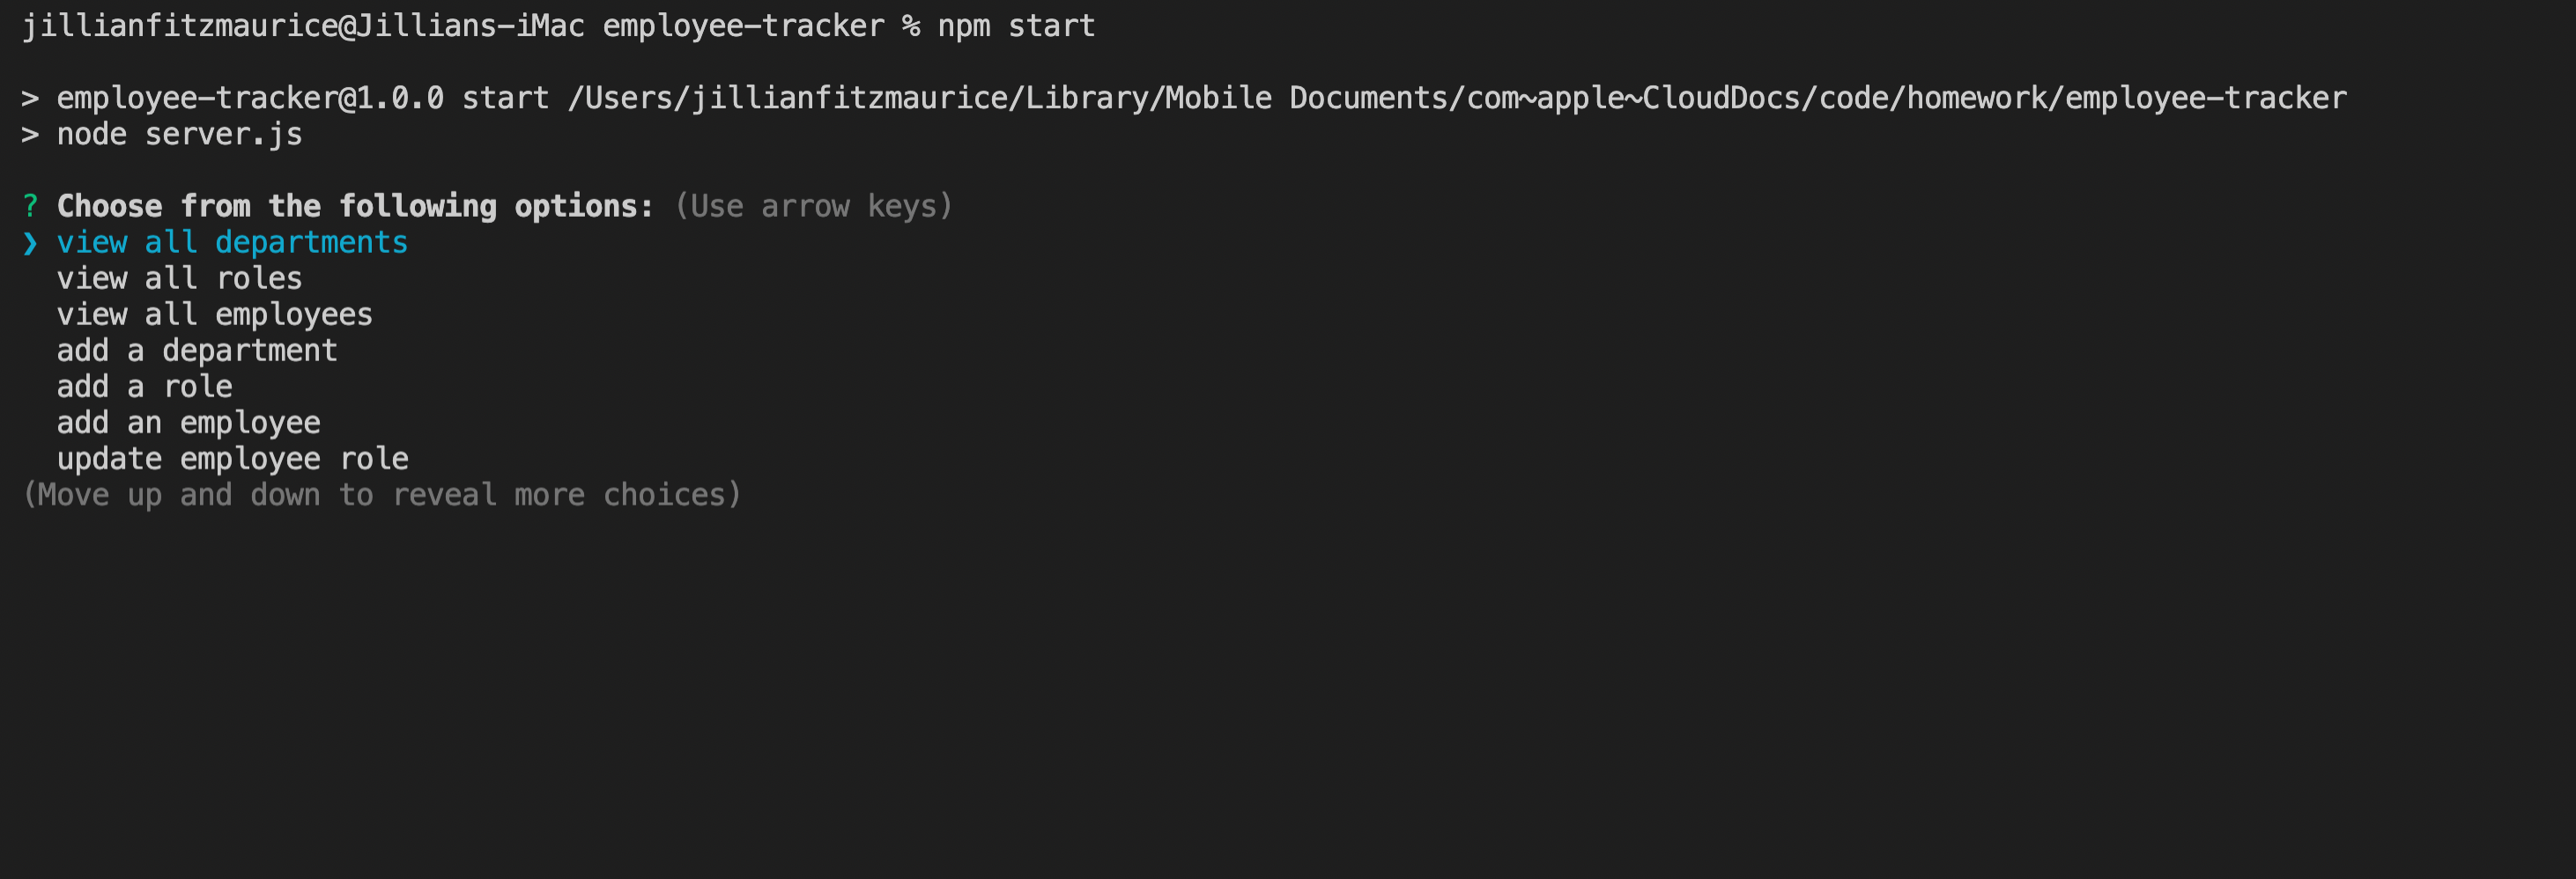 jillianfitzmaurice@Jillians-iMac employee-tracker % npm start
> employee-tracker@1.0.0 start /Users/jillianfitzmaurice/Library/Mobile Documents/com~apple~CloudDocs/code/homework/employee-tracker
> node server.js
? Choose from the following options: (Use arrow keys)
❯ view all departments
view all roles
view all employees
add a department
add a role
add an employee
update employee role
(Move up and down to reveal more choices)